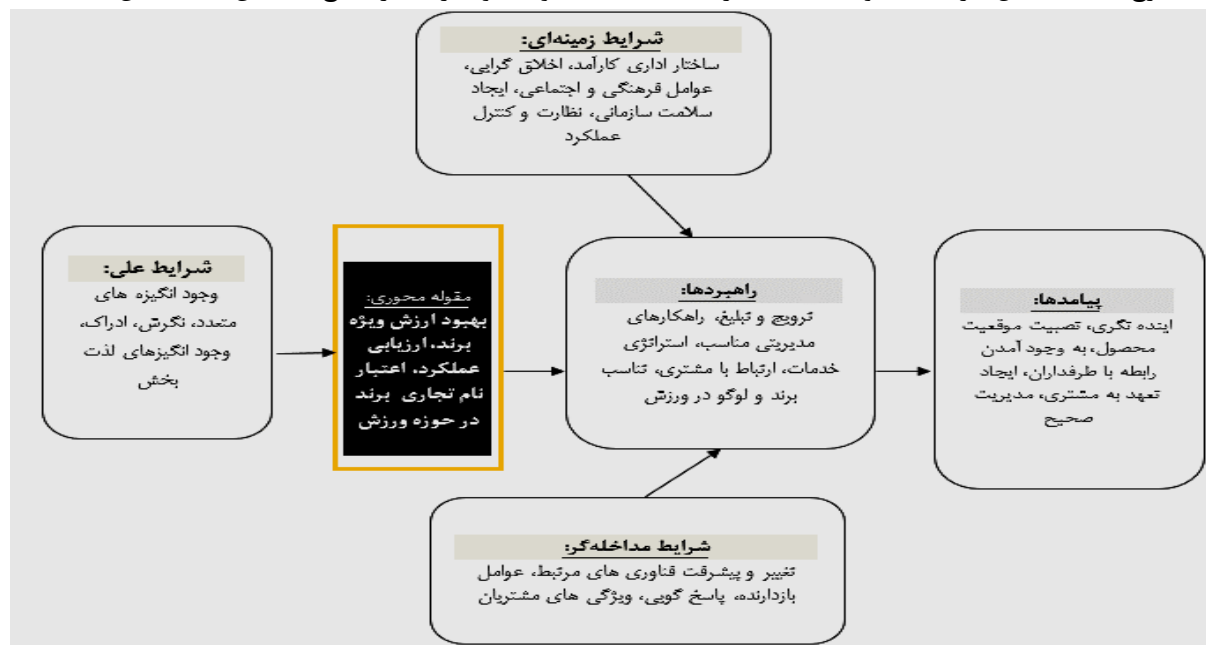 شرایط زمینه‌ای:
ساختار اداری کارآمد، اخلاق گرایی،
عوامل فرهنگی و اجتماعی، ایجاد
سلامت سازمانی، نظارت و کنترل
عملکرد
شرایط علی:
وجود انگیزه های
متعدد، نگرش، ادراک،
وجود انگیزهای لذت
بخش
مقوله محوری:
بهبود ارزش ویژه
برند، ارزیابی
عملکرد، اعتبار
نام تجاری برند
در حوزه ورزش
راهبردها:
ترویج و تبلیغ، راهکارهای
مدیریتی مناسب، استراتژی
خدمات، ارتباط با مشتری، تناسب
برند و لوگو در ورزش
پیامدها:
اینده نگری، تصبیت موقعیت
محصول، به وجود آمدن
رابطه با طرفداران، ایجاد
تعهد به مشتری، مدیریت
صحیح
شرایط مداخله‌گر:
تغییر و پیشرفت فناوری های مرتبط، عوامل
بازدارنده، پاسخ گویی، ویژگی های مشتریان